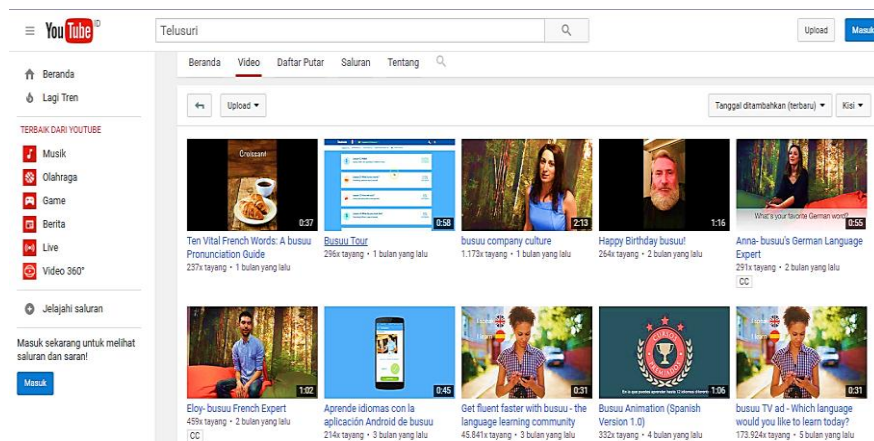 YouTube ID
Telusuri
Upload
Masuk
Beranda
Lagi Tren
TERBAIK DARI YOUTUBE
Musik
Olahraga
Game
Berita
Live
Video 360°
Jelajahi saluran
Masuk sekarang untuk melihat
saluran dan saran!
Masuk
Beranda Video Daftar Putar Saluran Tentang
Upload
Tanggal ditambahkan (terbaru)
Kisi
Croissant
0:37
Ten Vital French Words: A busuu
Pronunciation Guide
237x tayang • 1 bulan yang lalu
0:58
Busuu Tour
296x tayang • 1 bulan yang lalu
2:13
busuu company culture
1.173x tayang • 1 bulan yang lalu
1:16
Happy Birthday busuu!
264x tayang • 2 bulan yang lalu
What's your favorite German word?
0:55
Anna- busuu's German Language
Expert
291x tayang • 2 bulan yang lalu
CC
1:02
Eloy- busuu French Expert
459x tayang • 2 bulan yang lalu
CC
0:45
Aprende idiomas con la
aplicación Android de busuu
214x tayang • 3 bulan yang lalu
I speak
I learn
0:31
Get fluent faster with busuu - the
language learning community
45.841x tayang • 3 bulan yang lalu
CURSO
PREMIADO
1:06
Busuu Animation (Spanish
Version 1.0)
332x tayang • 4 bulan yang lalu
I speak
I learn
0:31
busuu TV ad - Which language
would you like to learn today?
173.924x tayang • 5 bulan yang lalu